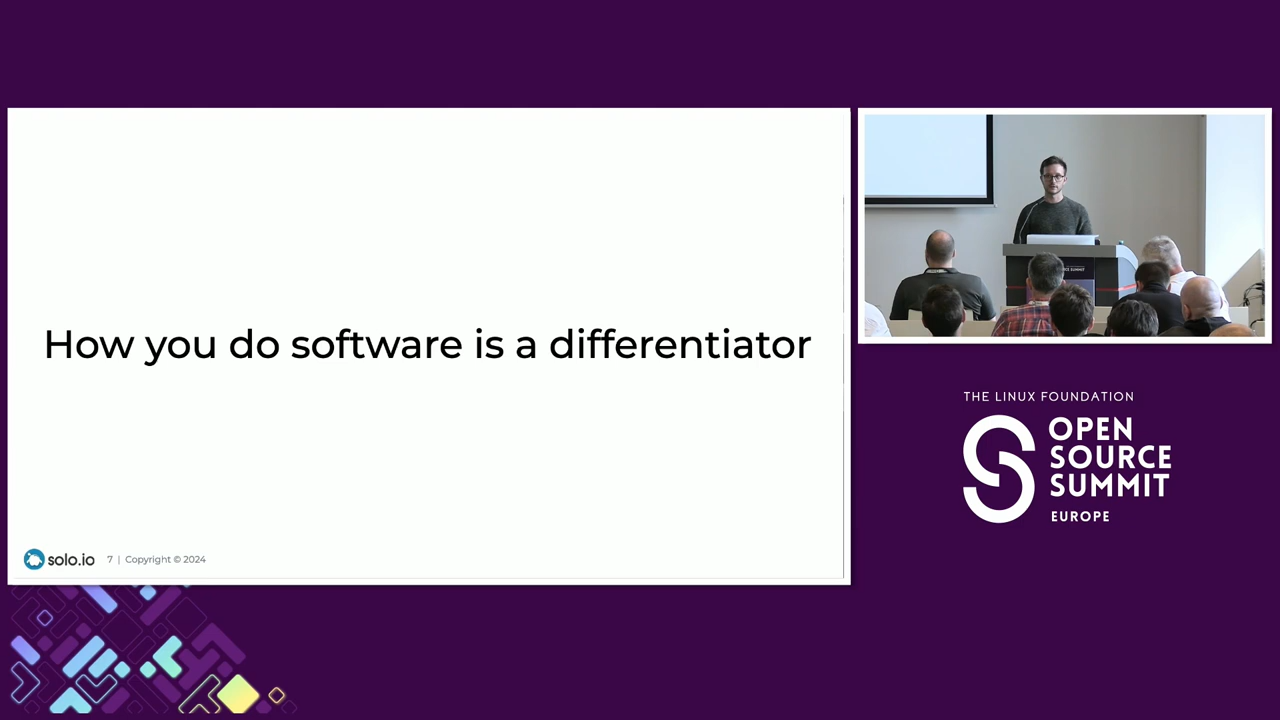 How you do software is a differentiator
solo.io 7 | Copyright © 2024
THE LINUX FOUNDATION
OPEN
SOURCE
SUMMIT
EUROPE